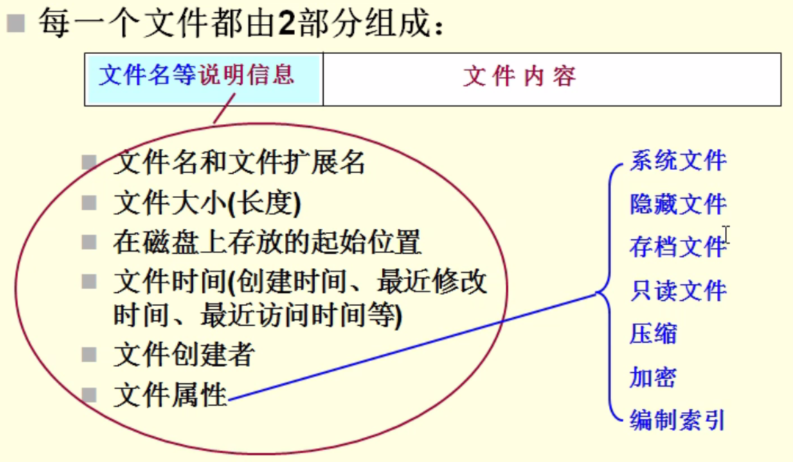 每一个文件都由2部分组成：
文件名等说明信息
文件内容
文件名和文件扩展名
文件大小(长度)
在磁盘上存放的起始位置
文件时间(创建时间、最近修改
时间、最近访问时间等)
文件创建者
文件属性
系统文件
隐藏文件
存档文件
只读文件
压缩
加密
编制索引